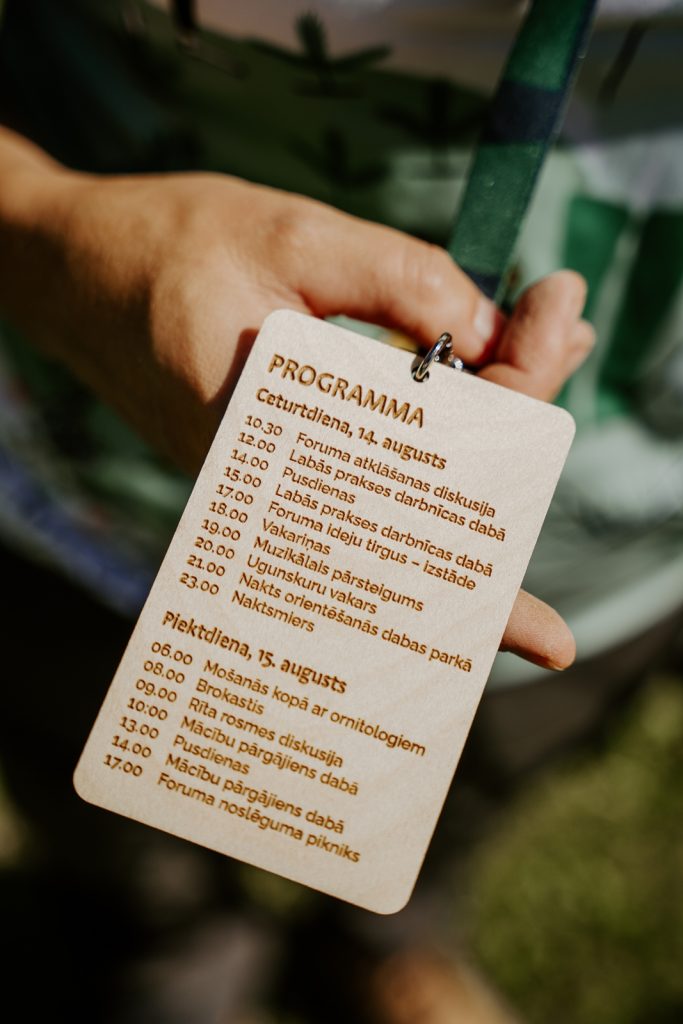 PROGRAMMA
Ceturtdiena, 14. augusts
10.30 Foruma atklāšanas diskusija
12.00 Labās prakses darbnīcas dabā
14.00 Pusdienas
15.00 Labās prakses darbnīcas dabā
17.00 Foruma ideju tirgus – izstāde
18.00 Vakariņas
19.00 Muzikālais pārsteigums
20.00 Ugunskuru vakars
21.00 Nakts orientēšanās dabas parkā
23.00 Naktsmiers
Piektdiena, 15. augusts
06.00 Mošanās kopā ar ornitologiem
08.00 Brokastis
09.00 Rīta rosmes diskusija
10:00 Mācību pārgājiens dabā
13.00 Pusdienas
14.00 Mācību pārgājiens dabā
17.00 Foruma noslēguma pikniks